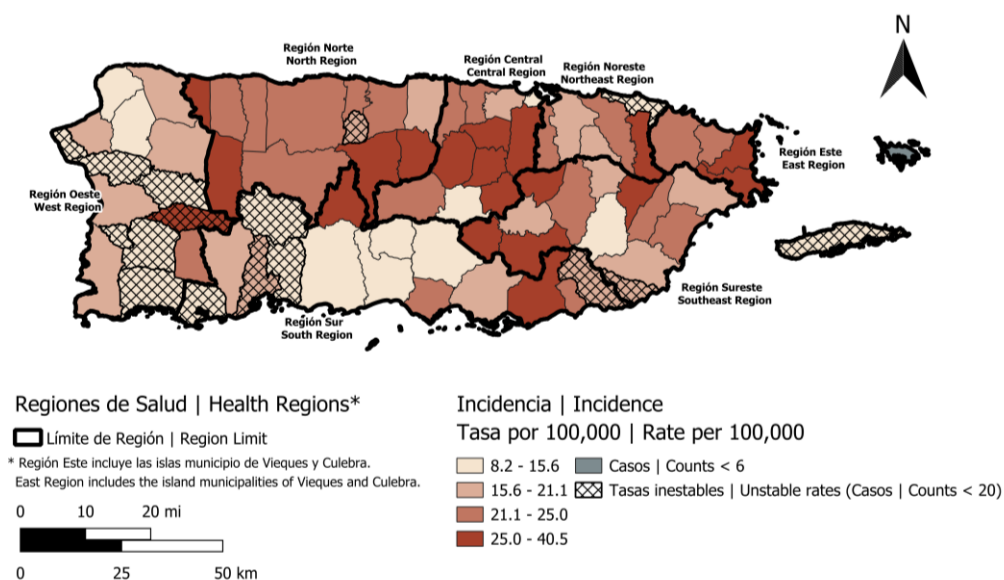 N
Región Norte
North Region
Región Central
Central Region
Región Noreste
Northeast Region
Región Este
East Region
Región Oeste
West Region
Región Sureste
Southeast Region
Región Sur
South Region
Regiones de Salud | Health Regions*
Límite de Región | Region Limit
* Región Este incluye las islas municipio de Vieques y Culebra.
East Region includes the island municipalities of Vieques and Culebra.
0 10 20 mi
0 25 50 km
Incidencia | Incidence
Tasa por 100,000 | Rate per 100,000
8.2 - 15.6
15.6 - 21.1
21.1 - 25.0
25.0 - 40.5
Casos | Counts < 6
Tasas inestables | Unstable rates (Casos | Counts < 20)